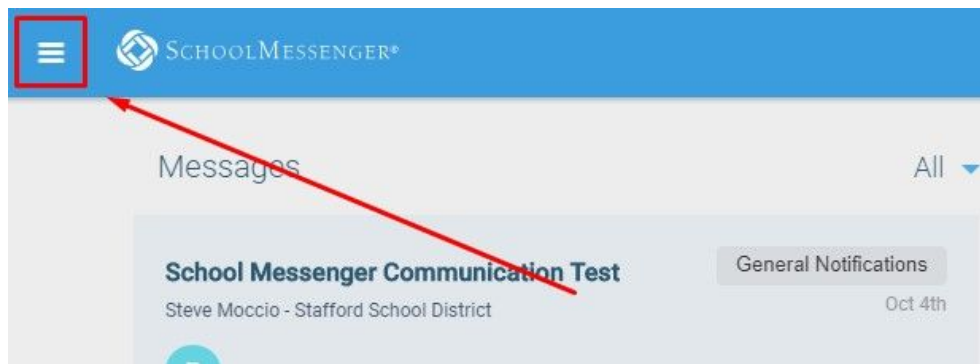 SCHOOLMESSENGER®
Messages
All
School Messenger Communication Test
General Notifications
Steve Moccio - Stafford School District
Oct 4th